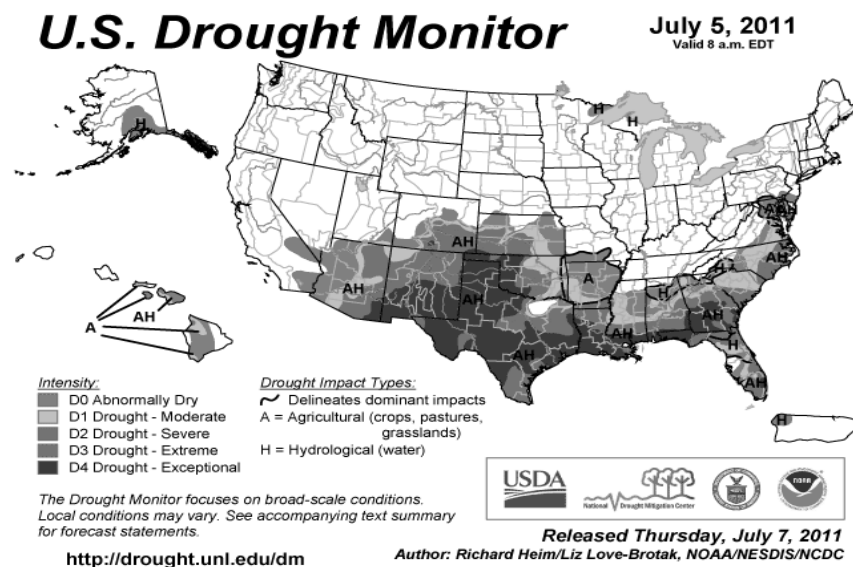 U.S. Drought Monitor
July 5, 2011
Valid 8 a.m. EDT
H
H
H
AH
AH
AH
A
H
H
AH
AH
AH
AH
H
AH
A
AH
H
Intensity:
D0 Abnormally Dry
D1 Drought - Moderate
D2 Drought - Severe
D3 Drought - Extreme
D4 Drought - Exceptional
Drought Impact Types:
Delineates dominant impacts
A = Agricultural (crops, pastures,
grasslands)
H = Hydrological (water)
USDA
National Drought Mitigation Center
NOAA
The Drought Monitor focuses on broad-scale conditions.
Local conditions may vary. See accompanying text summary
for forecast statements.
http://drought.unl.edu/dm
Released Thursday, July 7, 2011
Author: Richard Heim/Liz Love-Brotak, NOAA/NESDIS/NCDC